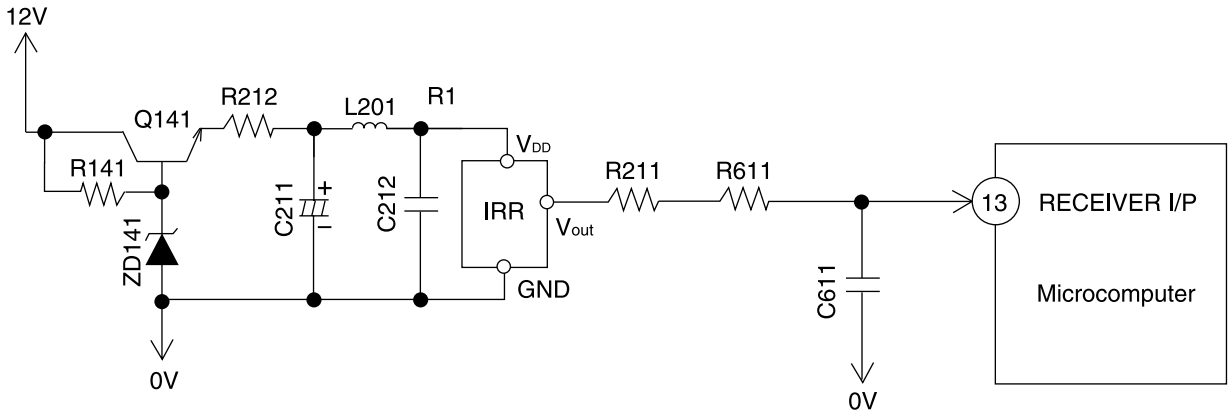 12V
Q141
R212
L201
R1
R141
ZD141
C211
+
–
C212
VDD
IRR
Vout
GND
R211
R611
C611
13
RECEIVER I/P
Microcomputer
0V
0V